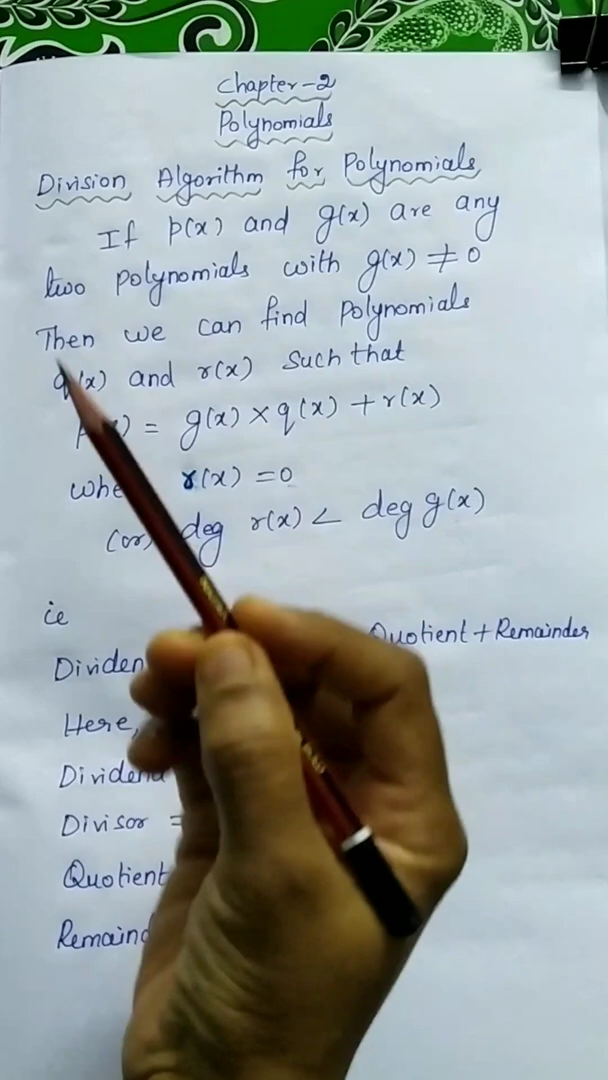 Chapter-2
Polynomials
Division Algorithm for Polynomials
If p(x) and g(x) are any
two polynomials with g(x) ≠ 0
Then we can find polynomials
q(x) and r(x) such that
= g(x) × q(x) + r(x)
r(x) = 0
(or) deg r(x) < deg g(x)
ie
Quotient + Remainder
Here,
Dividend
Divisor =
Quotient